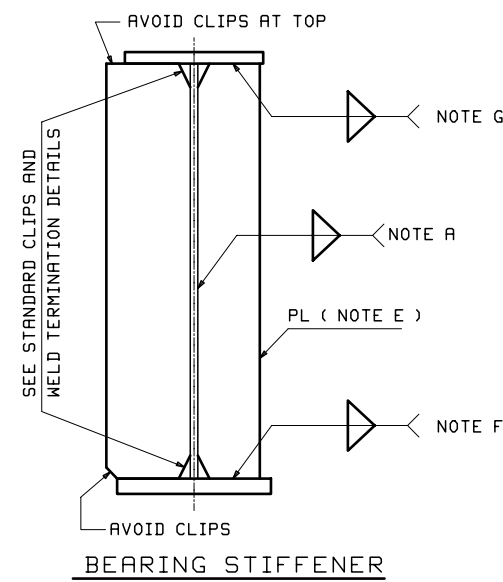 AVOID CLIPS AT TOP
NOTE G
SEE STANDARD CLIPS AND
WELD TERMINATION DETAILS
NOTE A
PL ( NOTE E )
NOTE F
AVOID CLIPS
BEARING STIFFENER